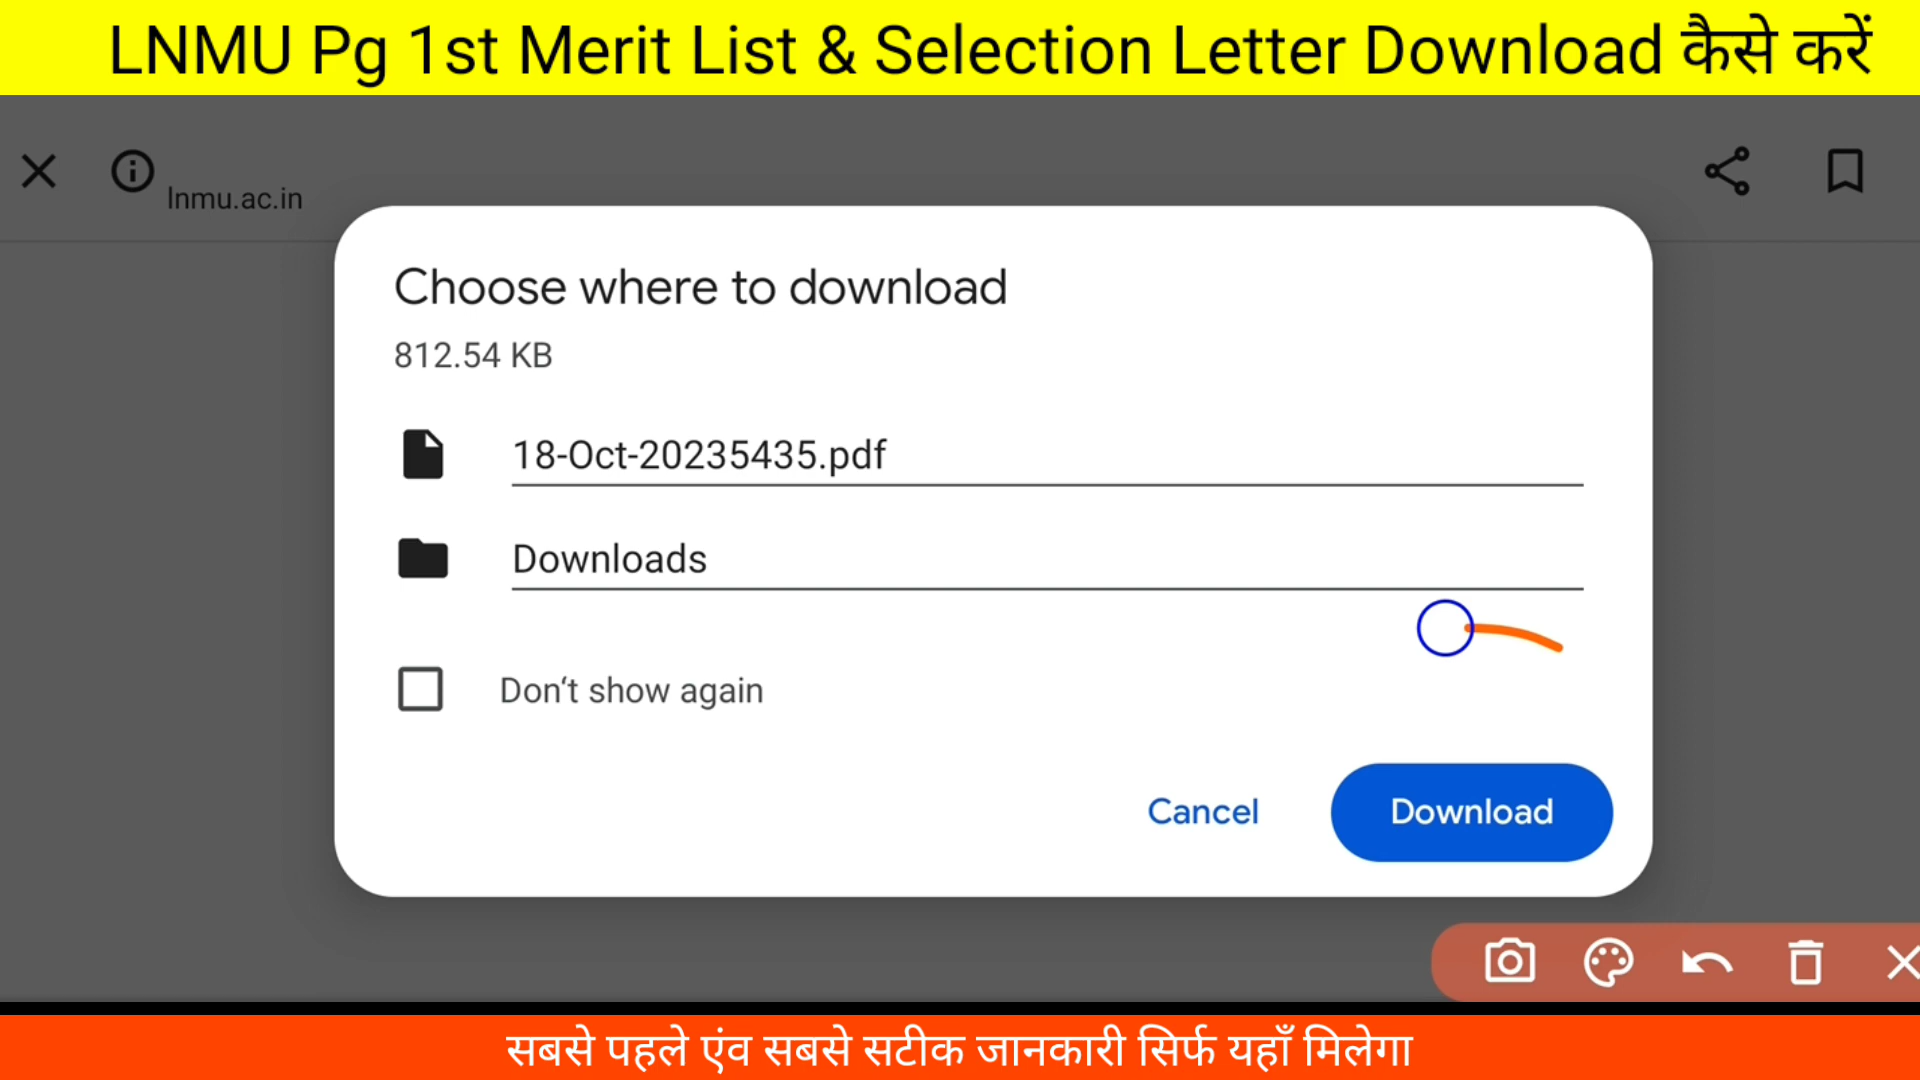 LNMU Pg 1st Merit List & Selection Letter Download कैसे करें
lnmu.ac.in
Choose where to download
812.54 KB
18-Oct-20235435.pdf
Downloads
Don‘t show again
Cancel
Download
सबसे पहले एंव सबसे सटीक जानकारी सिर्फ यहाँ मिलेगा